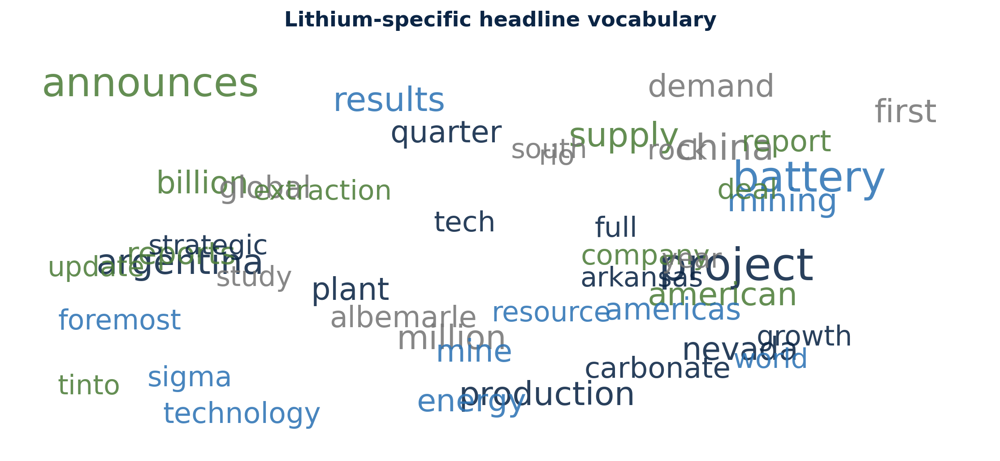 Lithium-specific headline vocabulary
announces
demand
results
first
quarter
supply
report
south
rio
rock
china
battery
billion
global
extraction
deal
mining
tech
full
strategic
reports
argentina
update
study
company
year
project
arkansas
plant
american
albemarle
resource
americas
foremost
million
mine
growth
nevada
world
carbonate
sigma
tinto
production
energy
technology